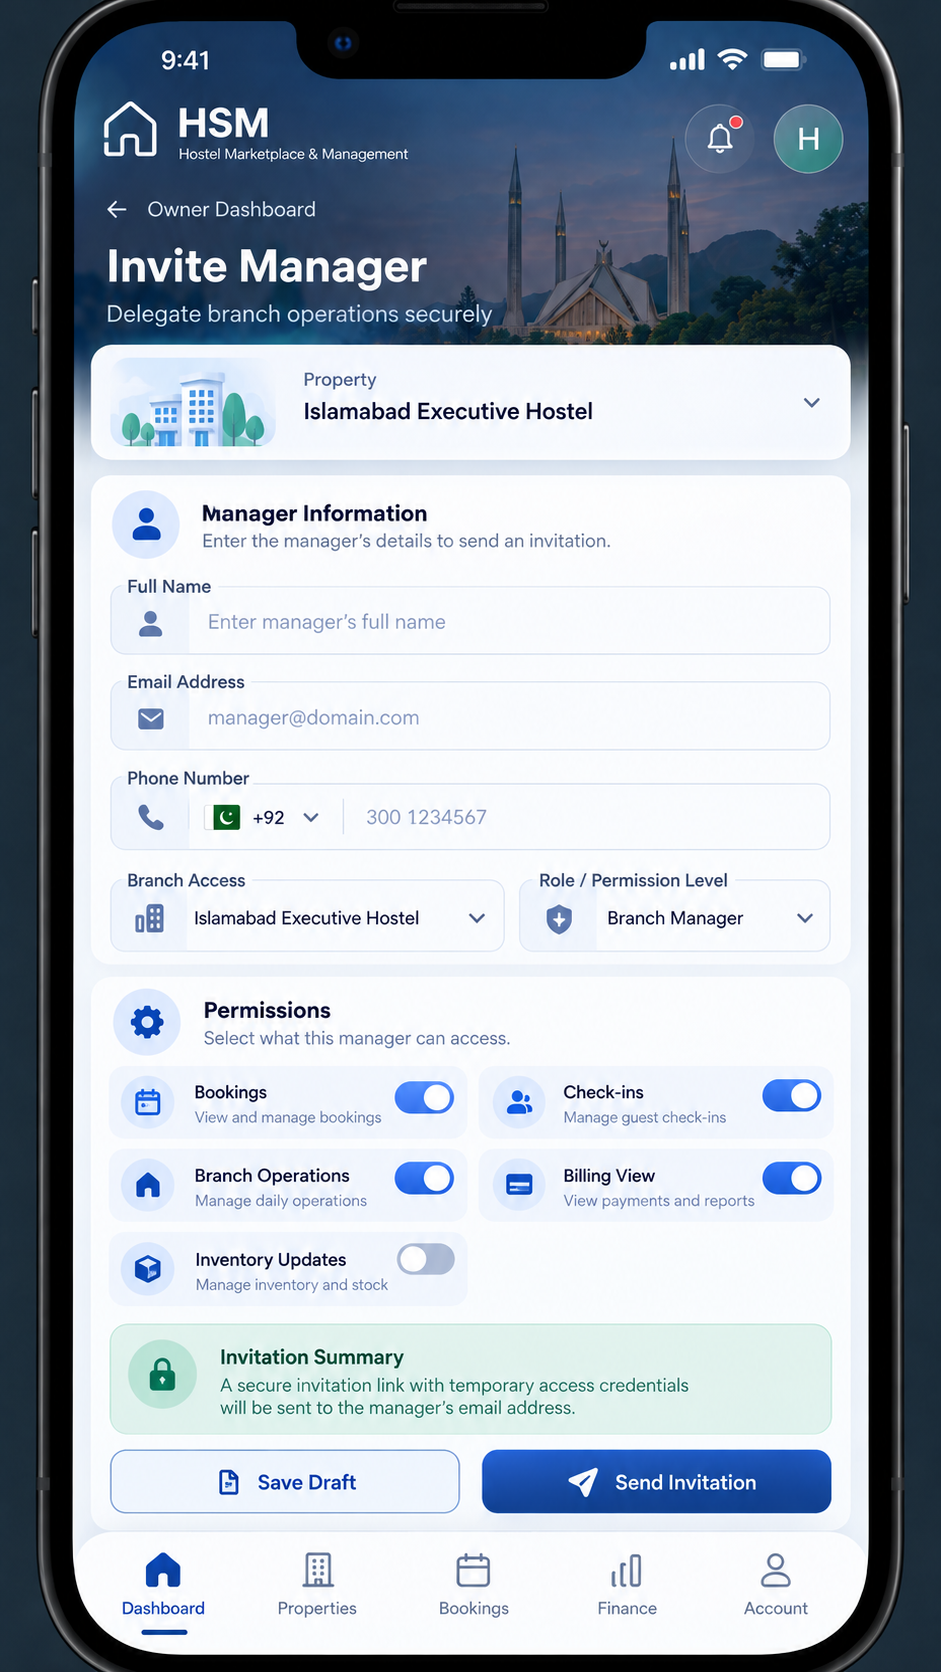 9:41
HSM
Hostel Marketplace & Management
H
Owner Dashboard
Invite Manager
Delegate branch operations securely
Property
Islamabad Executive Hostel
Manager Information
Enter the manager's details to send an invitation.
Full Name
Enter manager's full name
Email Address
manager@domain.com
Phone Number
+92 300 1234567
Branch Access
Islamabad Executive Hostel
Role / Permission Level
Branch Manager
Permissions
Select what this manager can access.
Bookings
View and manage bookings
Check-ins
Manage guest check-ins
Branch Operations
Manage daily operations
Billing View
View payments and reports
Inventory Updates
Manage inventory and stock
Invitation Summary
A secure invitation link with temporary access credentials
will be sent to the manager's email address.
Save Draft
Send Invitation
Dashboard
Properties
Bookings
Finance
Account